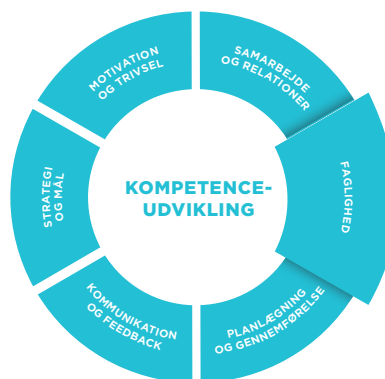 MOTIVATION
OG TRIVSEL
SAMARBEJDE
OG RELATIONER
FAGLIGHED
PLANLÆGNING
OG GENNEMFØRELSE
KOMMUNIKATION
OG FEEDBACK
STRATEGI
OG MÅL
KOMPETENCE-
UDVIKLING